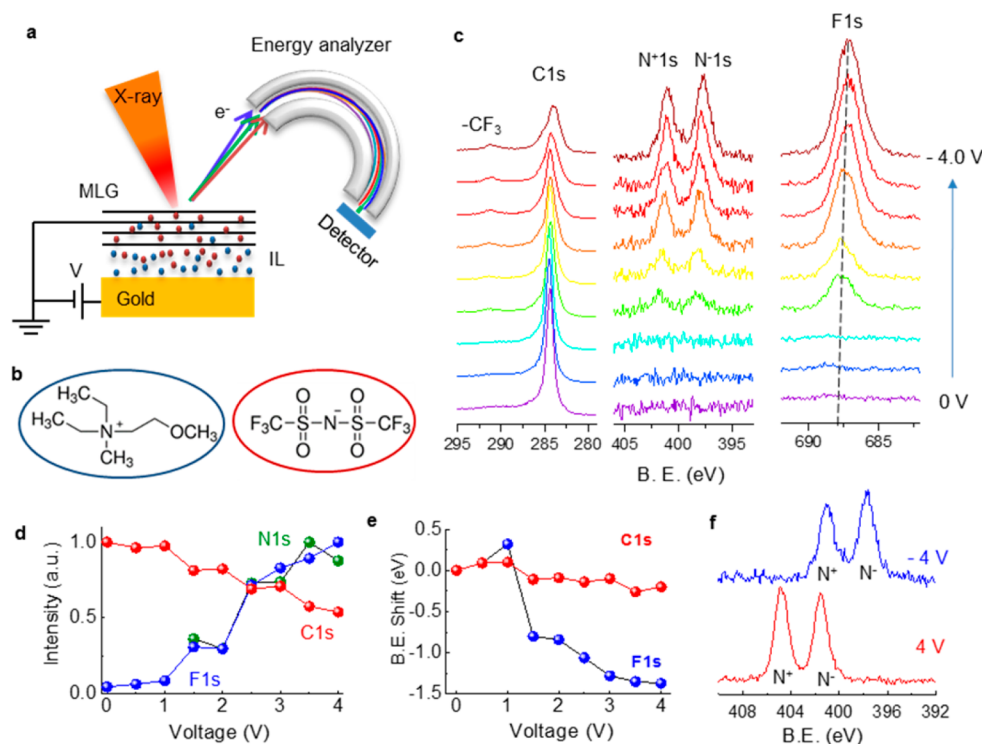 a
Energy analyzer
X-ray
e-
MLG
Detector
IL
V
Gold
b
H3C
H3C
N+
OCH3
CH3
O O
F3C-S-N-S-CF3
O O
c
C1s
N+1s
N-1s
F1s
-CF3
- 4.0 V
0 V
295 290 285 280
405 400 395
690 685
B. E. (eV)
d
N1s
C1s
F1s
Intensity (a.u.)
1.0
0.5
0.0
0 1 2 3 4
Voltage (V)
e
C1s
F1s
B.E. Shift (eV)
0.5
0.0
-0.5
-1.0
-1.5
0 1 2 3 4
Voltage (V)
f
- 4 V
N+ N-
4 V
N+ N-
408 404 400 396 392
B.E. (eV)